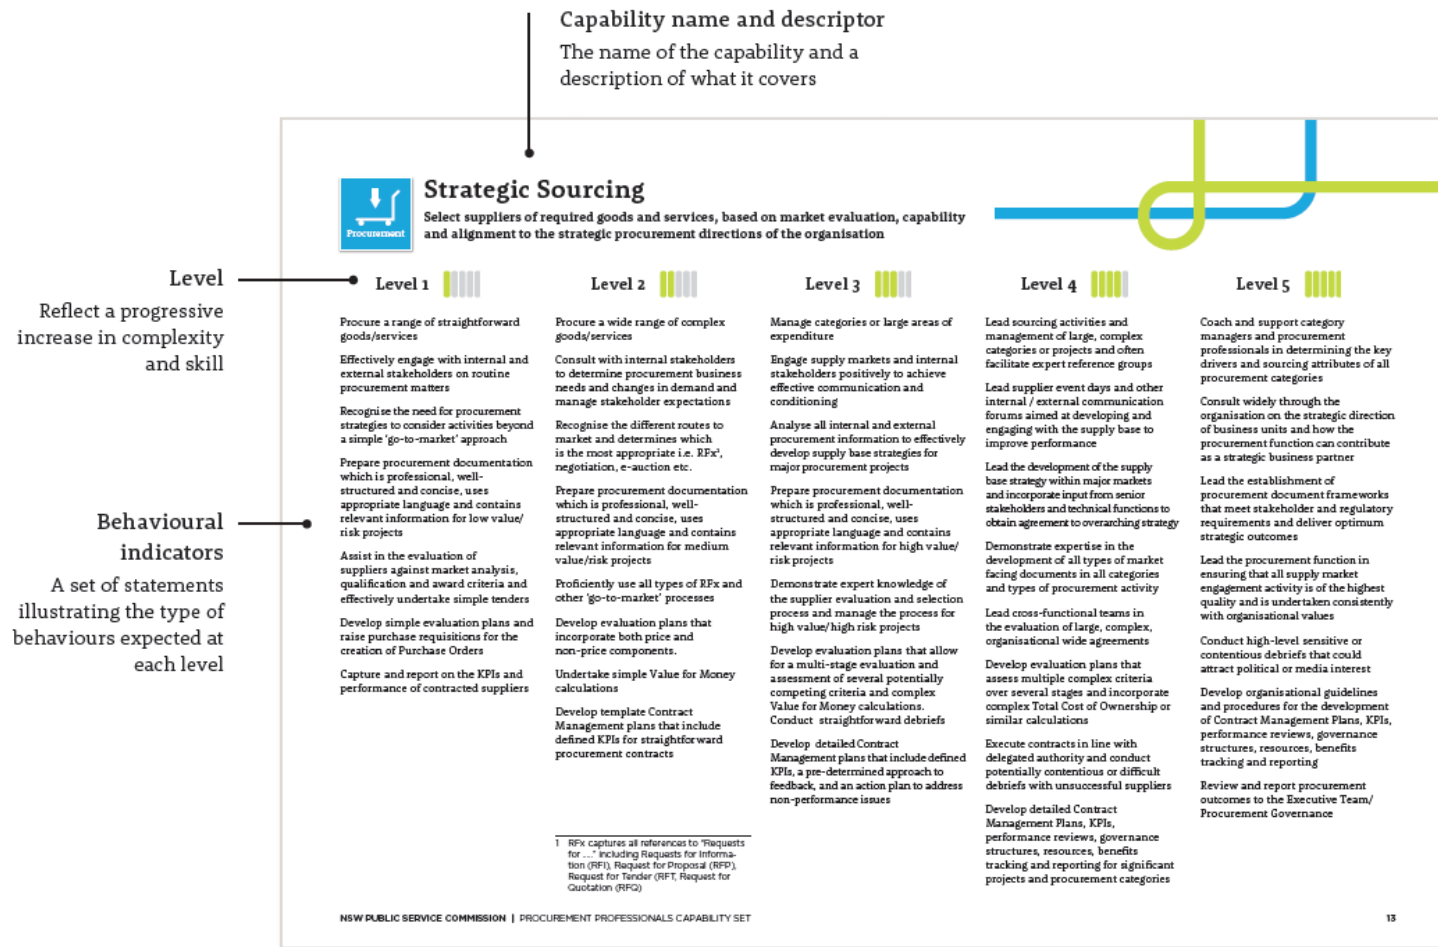 Capability name and descriptor
The name of the capability and a
description of what it covers
Procurement
Strategic Sourcing
Select suppliers of required goods and services, based on market evaluation, capability
and alignment to the strategic procurement directions of the organisation
Level
Reflect a progressive
increase in complexity
and skill
Behavioural
indicators
A set of statements
illustrating the type of
behaviours expected at
each level
Level 1
Procure a range of straightforward
goods/services
Effectively engage with internal and
external stakeholders on routine
procurement matters
Recognise the need for procurement
strategies to consider activities beyond
a simple ‘go-to-market’ approach
Prepare procurement documentation
which is professional, well-
structured and concise, uses
appropriate language and contains
relevant information for low value/
risk projects
Assist in the evaluation of
suppliers against market analysis,
qualification and award criteria and
effectively undertake simple tenders
Develop simple evaluation plans and
raise purchase requisitions for the
creation of Purchase Orders
Capture and report on the KPIs and
performance of contracted suppliers
Level 2
Procure a wide range of complex
goods/services
Consult with internal stakeholders
to determine procurement business
needs and changes in demand and
manage stakeholder expectations
Recognise the different routes to
market and determines which
is the most appropriate i.e. RFx¹,
negotiation, e-auction etc.
Prepare procurement documentation
which is professional, well-
structured and concise, uses
appropriate language and contains
relevant information for medium
value/risk projects
Proficiently use all types of RFx and
other ‘go-to-market’ processes
Develop evaluation plans that
incorporate both price and
non-price components.
Undertake simple Value for Money
calculations
Develop template Contract
Management plans that include
defined KPIs for straightforward
procurement contracts
1 RFx captures all references to “Requests
for ....” including Requests for Informa-
tion (RFI), Request for Proposal (RFP),
Request for Tender (RFT, Request for
Quotation (RFQ)
Level 3
Manage categories or large areas of
expenditure
Engage supply markets and internal
stakeholders positively to achieve
effective communication and
conditioning
Analyse all internal and external
procurement information to effectively
develop supply base strategies for
major procurement projects
Prepare procurement documentation
which is professional, well-
structured and concise, uses
appropriate language and contains
relevant information for high value/
risk projects
Demonstrate expert knowledge of
the supplier evaluation and selection
process and manage the process for
high value/high risk projects
Develop evaluation plans that allow
for a multi-stage evaluation and
assessment of several potentially
competing criteria and complex
Value for Money calculations.
Conduct straightforward debriefs
Develop detailed Contract
Management plans that include defined
KPIs, a pre-determined approach to
feedback, and an action plan to address
non-performance issues
Level 4
Lead sourcing activities and
management of large, complex
categories or projects and often
facilitate expert reference groups
Lead supplier event days and other
internal / external communication
forums aimed at developing and
engaging with the supply base to
improve performance
Lead the development of the supply
base strategy within major markets
and incorporate input from senior
stakeholders and technical functions to
obtain agreement to overarching strategy
Demonstrate expertise in the
development of all types of market
facing documents in all categories
and types of procurement activity
Lead cross-functional teams in
the evaluation of large, complex,
organisational wide agreements
Develop evaluation plans that
assess multiple complex criteria
over several stages and incorporate
complex Total Cost of Ownership or
similar calculations
Execute contracts in line with
delegated authority and conduct
potentially contentious or difficult
debriefs with unsuccessful suppliers
Develop detailed Contract
Management Plans, KPIs,
performance reviews, governance
structures, resources, benefits
tracking and reporting for significant
projects and procurement categories
Level 5
Coach and support category
managers and procurement
professionals in determining the key
drivers and sourcing attributes of all
procurement categories
Consult widely through the
organisation on the strategic direction
of business units and how the
procurement function can contribute
as a strategic business partner
Lead the establishment of
procurement document frameworks
that meet stakeholder and regulatory
requirements and deliver optimum
strategic outcomes
Lead the procurement function in
ensuring that all supply market
engagement activity is of the highest
quality and is undertaken consistently
with organisational values
Conduct high-level sensitive or
contentious debriefs that could
attract political or media interest
Develop organisational guidelines
and procedures for the development
of Contract Management Plans, KPIs,
performance reviews, governance
structures, resources, benefits
tracking and reporting
Review and report procurement
outcomes to the Executive Team/
Procurement Governance
NSW PUBLIC SERVICE COMMISSION | PROCUREMENT PROFESSIONALS CAPABILITY SET
13